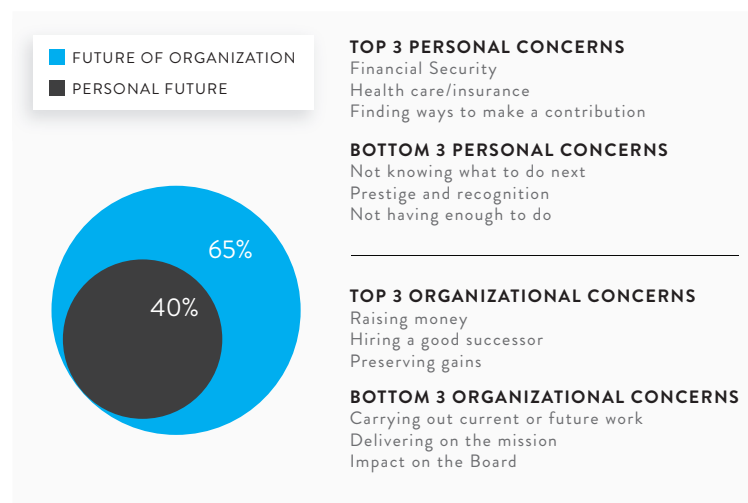 FUTURE OF ORGANIZATION
PERSONAL FUTURE
65%
40%
TOP 3 PERSONAL CONCERNS
Financial Security
Health care/insurance
Finding ways to make a contribution
BOTTOM 3 PERSONAL CONCERNS
Not knowing what to do next
Prestige and recognition
Not having enough to do
TOP 3 ORGANIZATIONAL CONCERNS
Raising money
Hiring a good successor
Preserving gains
BOTTOM 3 ORGANIZATIONAL CONCERNS
Carrying out current or future work
Delivering on the mission
Impact on the Board